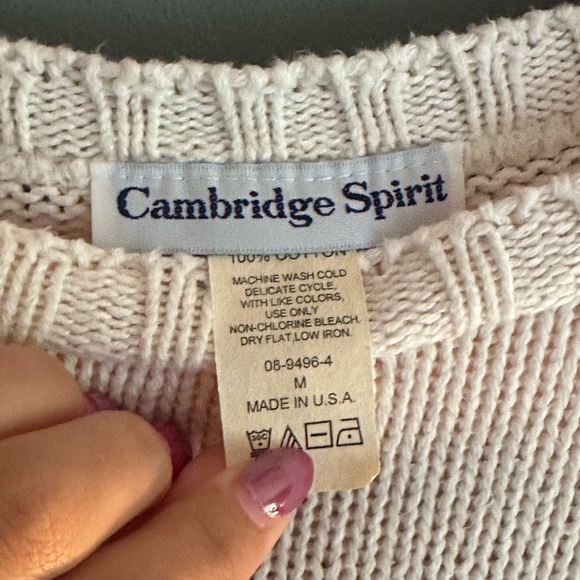 Cambridge Spirit
100% COTTON
MACHINE WASH COLD
DELICATE CYCLE,
WITH LIKE COLORS,
USE ONLY
NON-CHLORINE BLEACH.
DRY FLAT, LOW IRON.
08-9496-4
M
MADE IN U.S.A.
30C